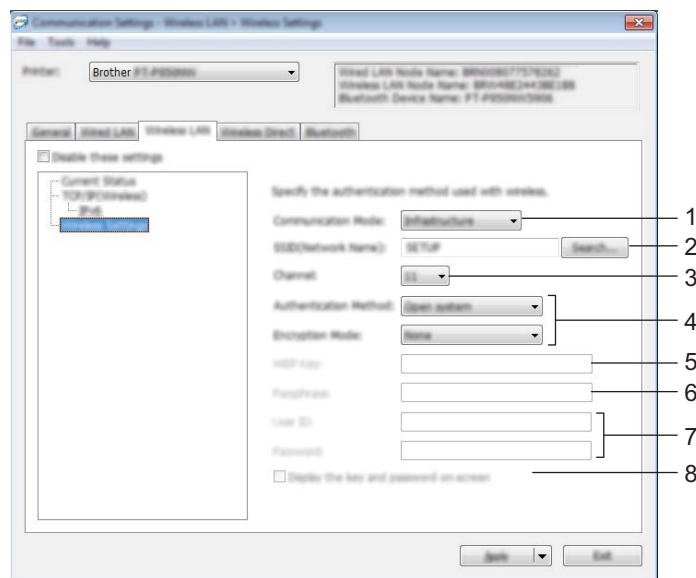 Communication Settings - Wireless LAN > Wireless Settings
File Tools Help
Printer:
Brother PT-P950NW
Wired LAN Node Name:
Wireless LAN Node Name:
Bluetooth Device Name:
General Wired LAN Wireless LAN Wireless Direct Bluetooth
Disable these settings
Current Status
TCP/IP(Wireless)
IPv6
Wireless Settings
Specify the authentication method used with wireless.
Communication Mode: Infrastructure
1
SSID(Network Name): SETUP Search...
2
Channel: 11
3
Authentication Method: Open system
4
Encryption Mode: None
WEP Key:
5
Passphrase:
6
User ID:
7
Password:
Display the key and password on-screen
8
Apply Exit